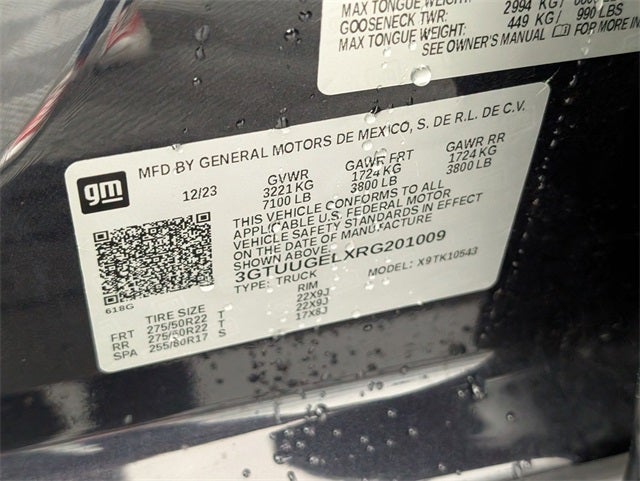 MAX TONGUE WEIGHT:
GOOSENECK TWR: 2994 KG/
MAX TONGUE WEIGHT: 449 KG/ 990 LBS
SEE OWNER'S MANUAL FOR MORE IN
gm
MFD BY GENERAL MOTORS DE MEXICO, S. DE R.L. DE C.V.
12/23 GVWR GAWR FRT GAWR RR
3221 KG 1724 KG 1724 KG
7100 LB 3800 LB 3800 LB
THIS VEHICLE CONFORMS TO ALL
APPLICABLE U.S. FEDERAL MOTOR
VEHICLE SAFETY STANDARDS IN EFFECT
ON THE DATE OF MANUFACTURE
SHOWN ABOVE
3GTUUGELXRG201009
TYPE: TRUCK MODEL: X9TK10543
618G
TIRE SIZE RIM
FRT 275/50R22 T 22X9J
RR 275/50R22 T 22X9J
SPA 255/80R17 S 17X8J